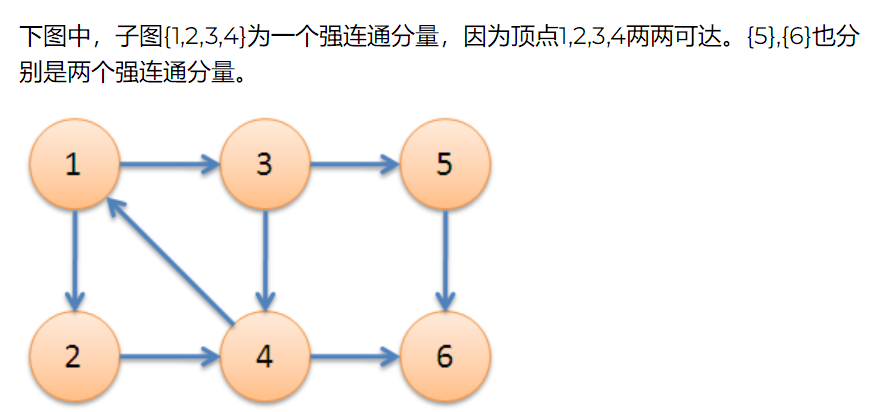 下图中，子图{1,2,3,4}为一个强连通分量，因为顶点1,2,3,4两两可达。{5},{6}也分
别是两个强连通分量。
1 3 5
2 4 6